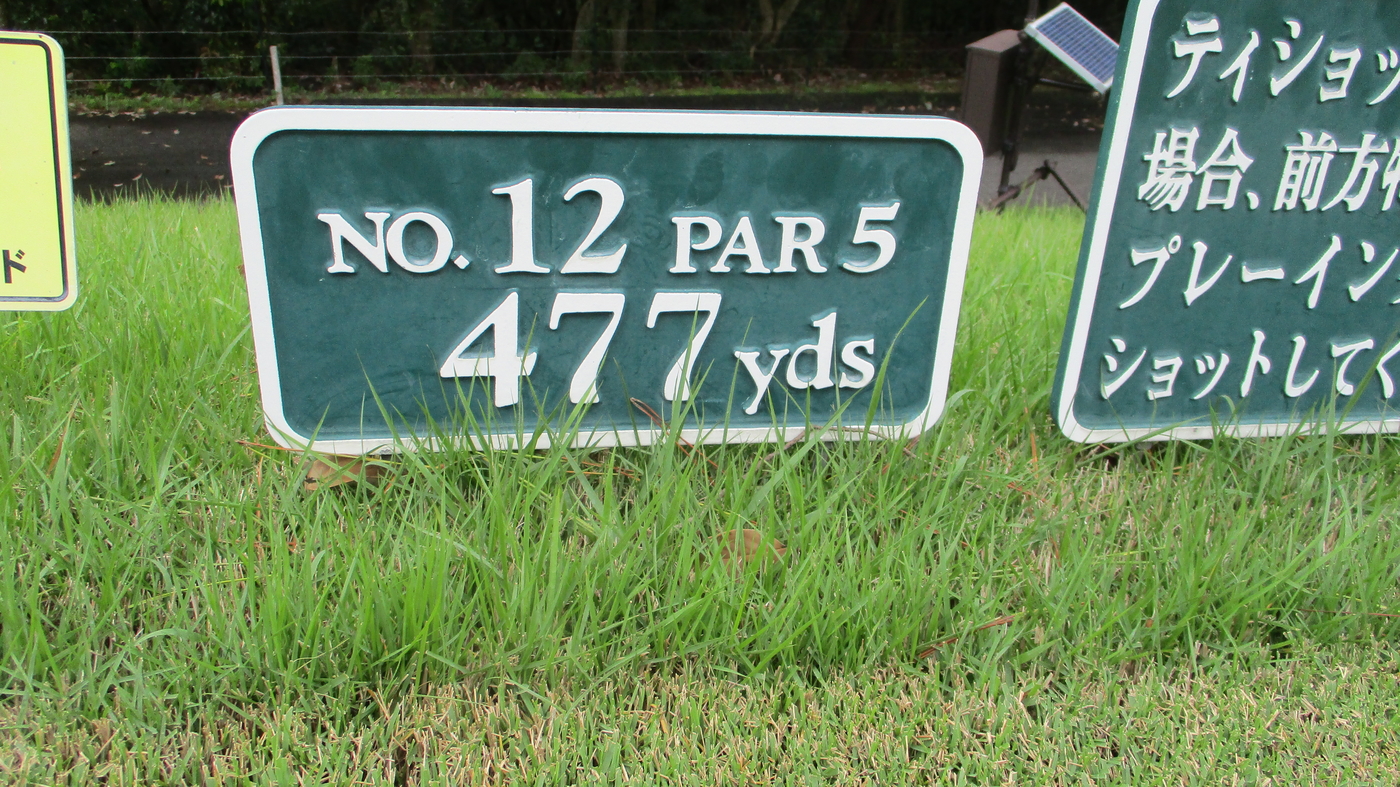 ド
NO. 12 PAR 5
477 yds
ティショッ
場合、前方
プレーイン
ショットしてく